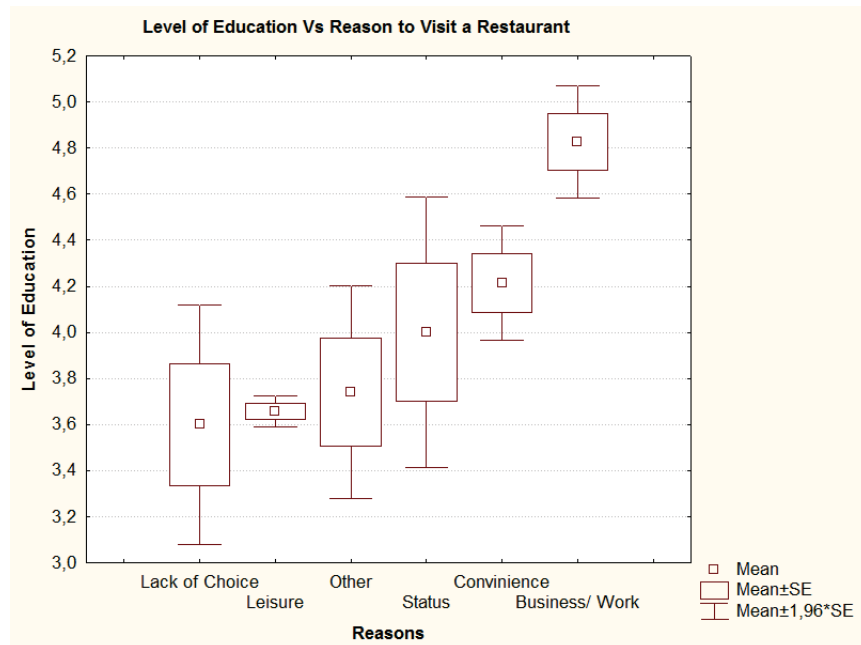 Level of Education Vs Reason to Visit a Restaurant
5,2
5,0
4,8
4,6
4,4
4,2
4,0
3,8
3,6
3,4
3,2
3,0
Level of Education
Lack of Choice
Other
Convinience
Leisure
Status
Business/ Work
Reasons
Mean
Mean±SE
Mean±1,96*SE